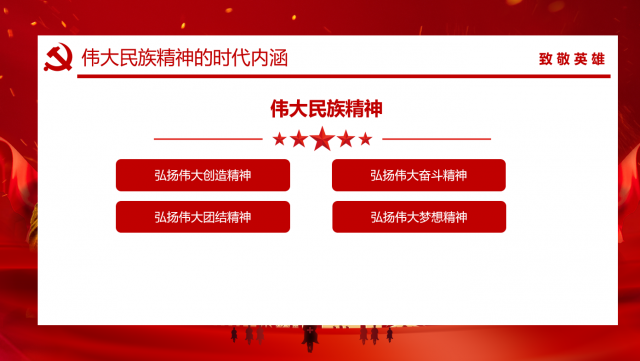 伟大民族精神的时代内涵
致敬英雄
伟大民族精神
弘扬伟大创造精神
弘扬伟大奋斗精神
弘扬伟大团结精神
弘扬伟大梦想精神